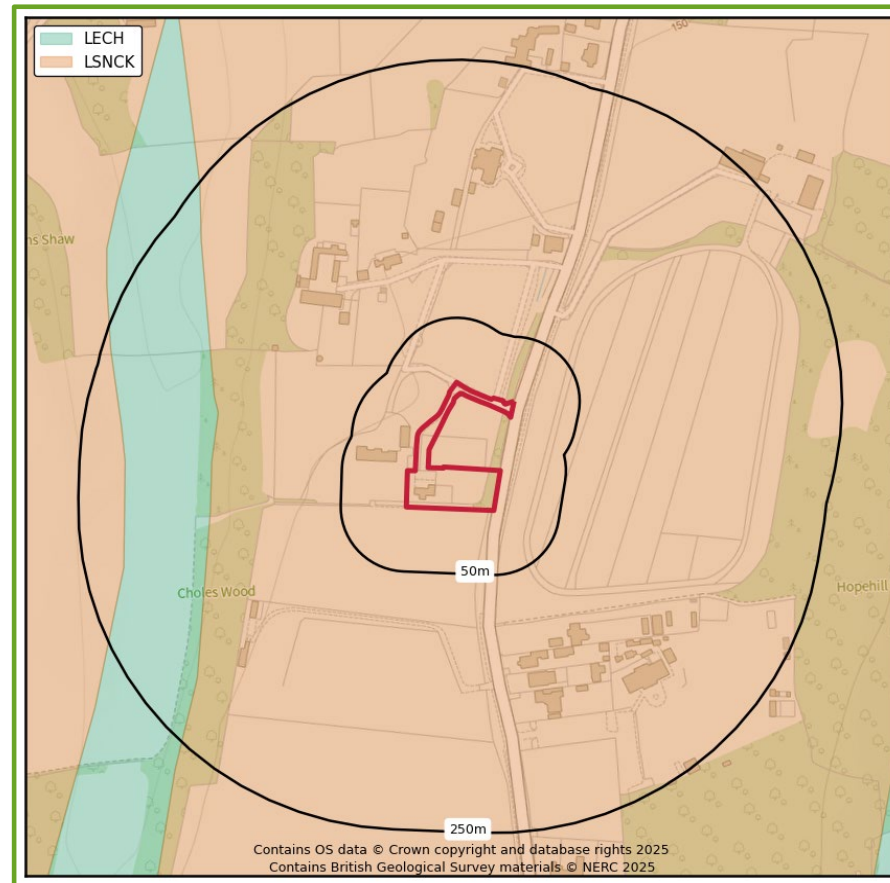 LECH
LSNCK
150
ns Shaw
50m
Choles Wood
Hopehill
250m
Contains OS data © Crown copyright and database rights 2025
Contains British Geological Survey materials © NERC 2025